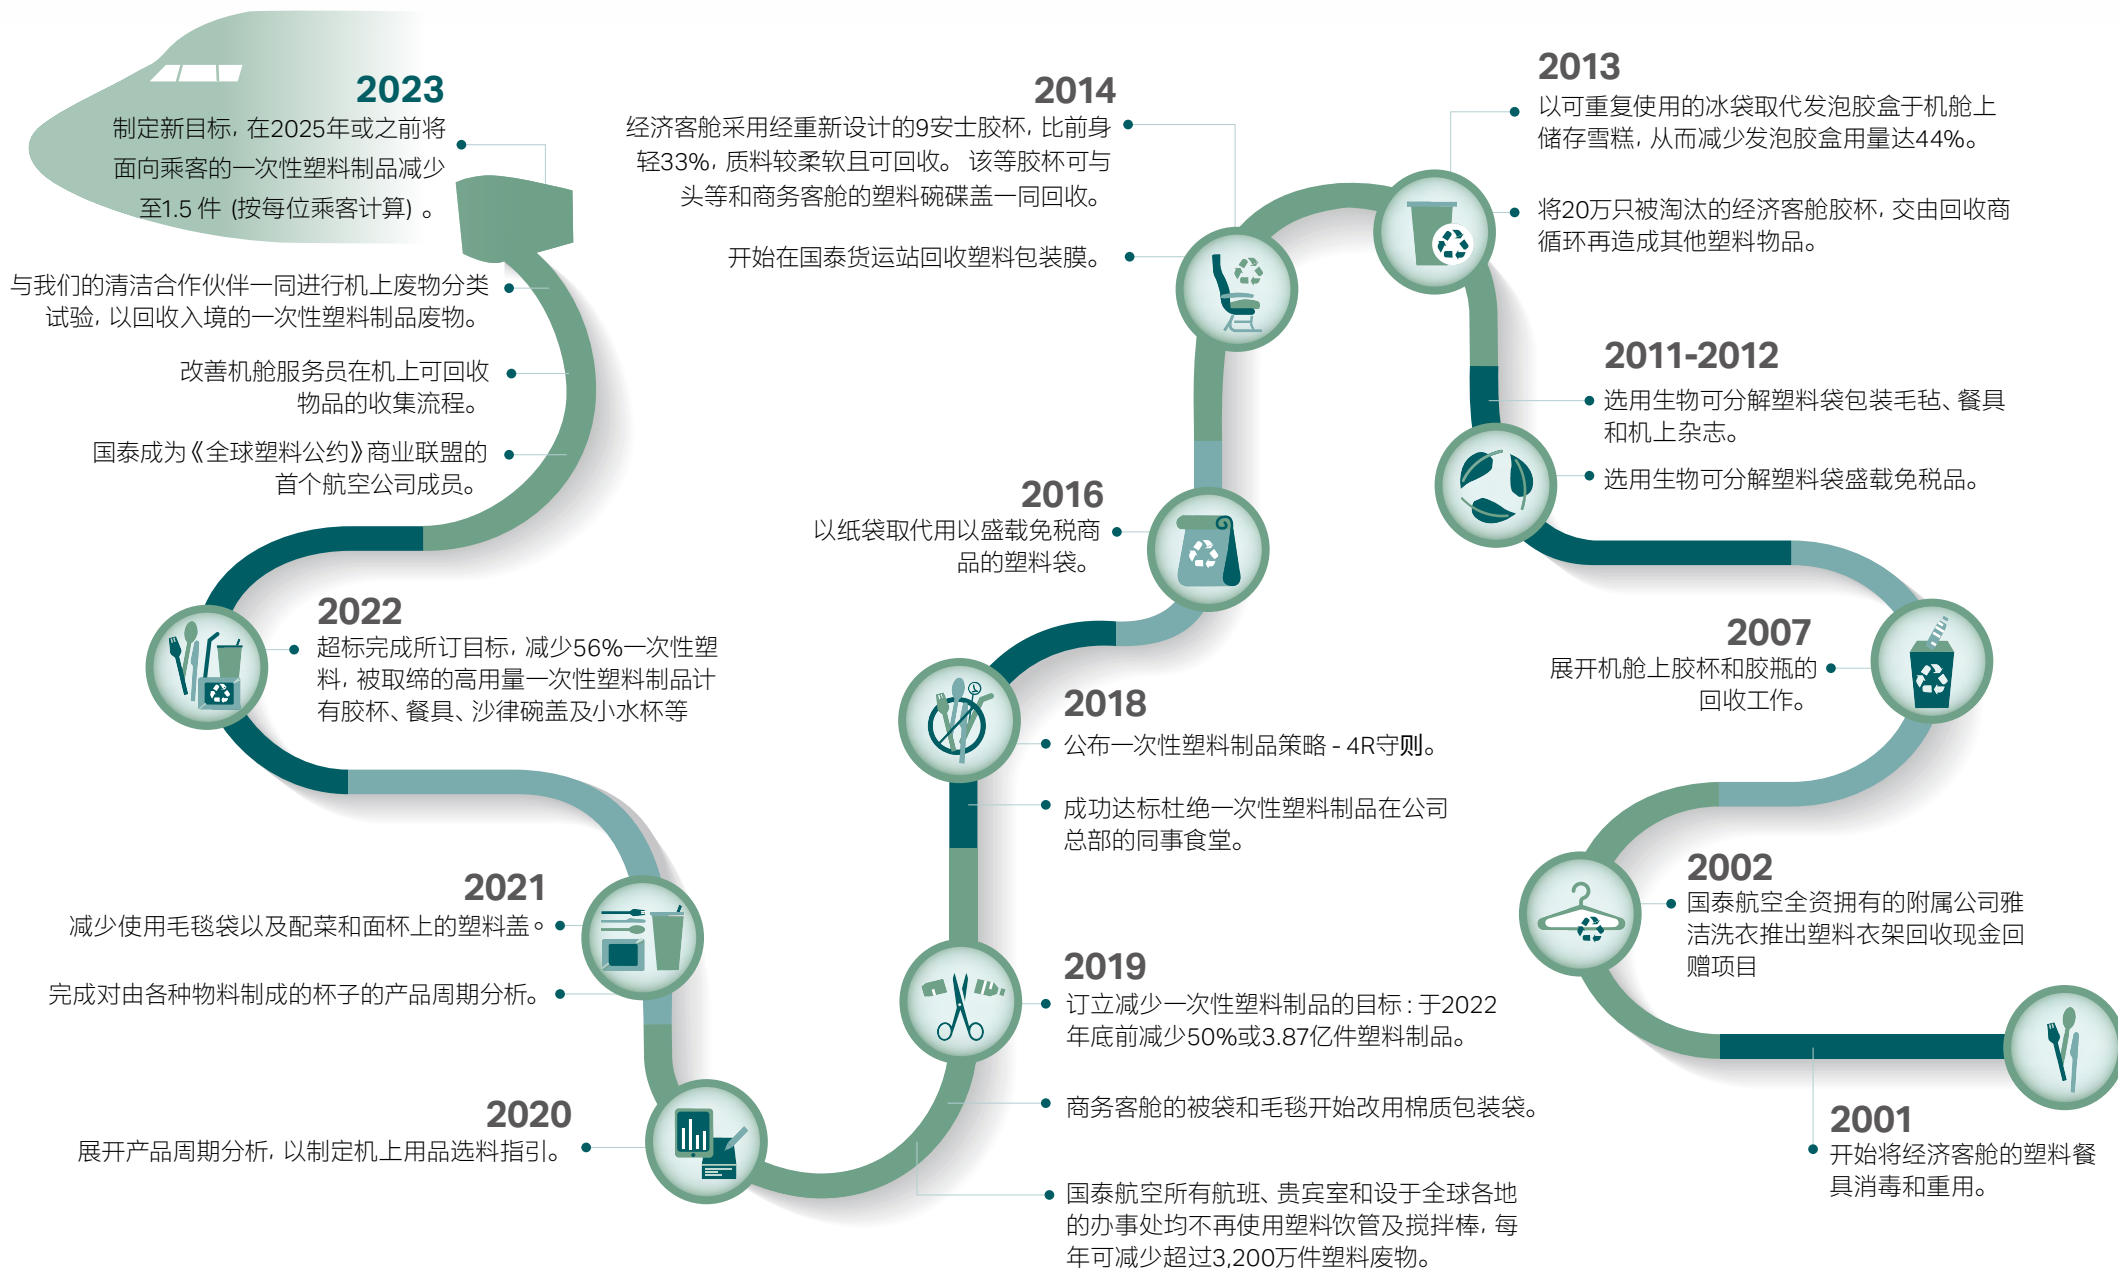 2023
制定新目标，在2025年或之前将
面向乘客的一次性塑料制品减少
至1.5 件 (按每位乘客计算) 。
与我们的清洁合作伙伴一同进行机上废物分类
试验，以回收入境的一次性塑料制品废物。
改善机舱服务员在机上可回收
物品的收集流程。
国泰成为《全球塑料公约》商业联盟的
首个航空公司成员。
2022
超标完成所订目标，减少56%一次性塑
料，被取缔的高用量一次性塑料制品计
有胶杯、餐具、沙律碗盖及小水杯等
2021
减少使用毛毯袋以及配菜和面杯上的塑料盖。
完成对由各种物料制成的杯子的产品周期分析。
2020
展开产品周期分析，以制定机上用品选料指引。
2014
经济客舱采用经重新设计的9安士胶杯，比前身
轻33%，质料较柔软且可回收。 该等胶杯可与
头等和商务客舱的塑料碗碟盖一同回收。
开始在国泰货运站回收塑料包装膜。
2016
以纸袋取代用以盛载免税商
品的塑料袋。
2018
公布一次性塑料制品策略 - 4R守则。
成功达标杜绝一次性塑料制品在公司
总部的同事食堂。
2019
订立减少一次性塑料制品的目标：于2022
年底前减少50%或3.87亿件塑料制品。
商务客舱的被袋和毛毯开始改用棉质包装袋。
国泰航空所有航班、贵宾室和设于全球各地
的办事处均不再使用塑料饮管及搅拌棒，每
年可减少超过3,200万件塑料废物。
2013
以可重复使用的冰袋取代发泡胶盒于机舱上
储存雪糕，从而减少发泡胶盒用量达44%。
将20万只被淘汰的经济客舱胶杯，交由回收商
循环再造成其他塑料物品。
2011-2012
选用生物可分解塑料袋包装毛毡、餐具
和机上杂志。
选用生物可分解塑料袋盛载免税品。
2007
展开机舱上胶杯和胶瓶的
回收工作。
2002
国泰航空全资拥有的附属公司雅
洁洗衣推出塑料衣架回收现金回
赠项目
2001
开始将经济客舱的塑料餐
具消毒和重用。